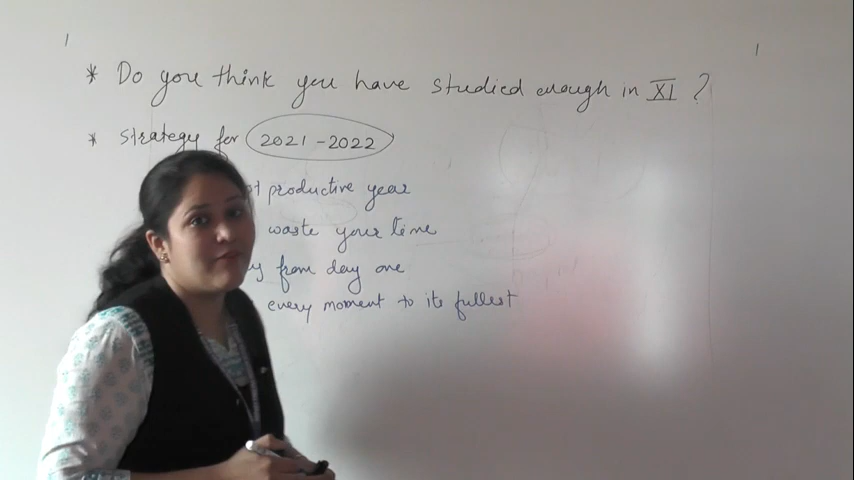 * Do you think you have studied enough in XI ?
* Strategy for 2021-2022
productive year
waste your time
from day one
every moment to its fullest